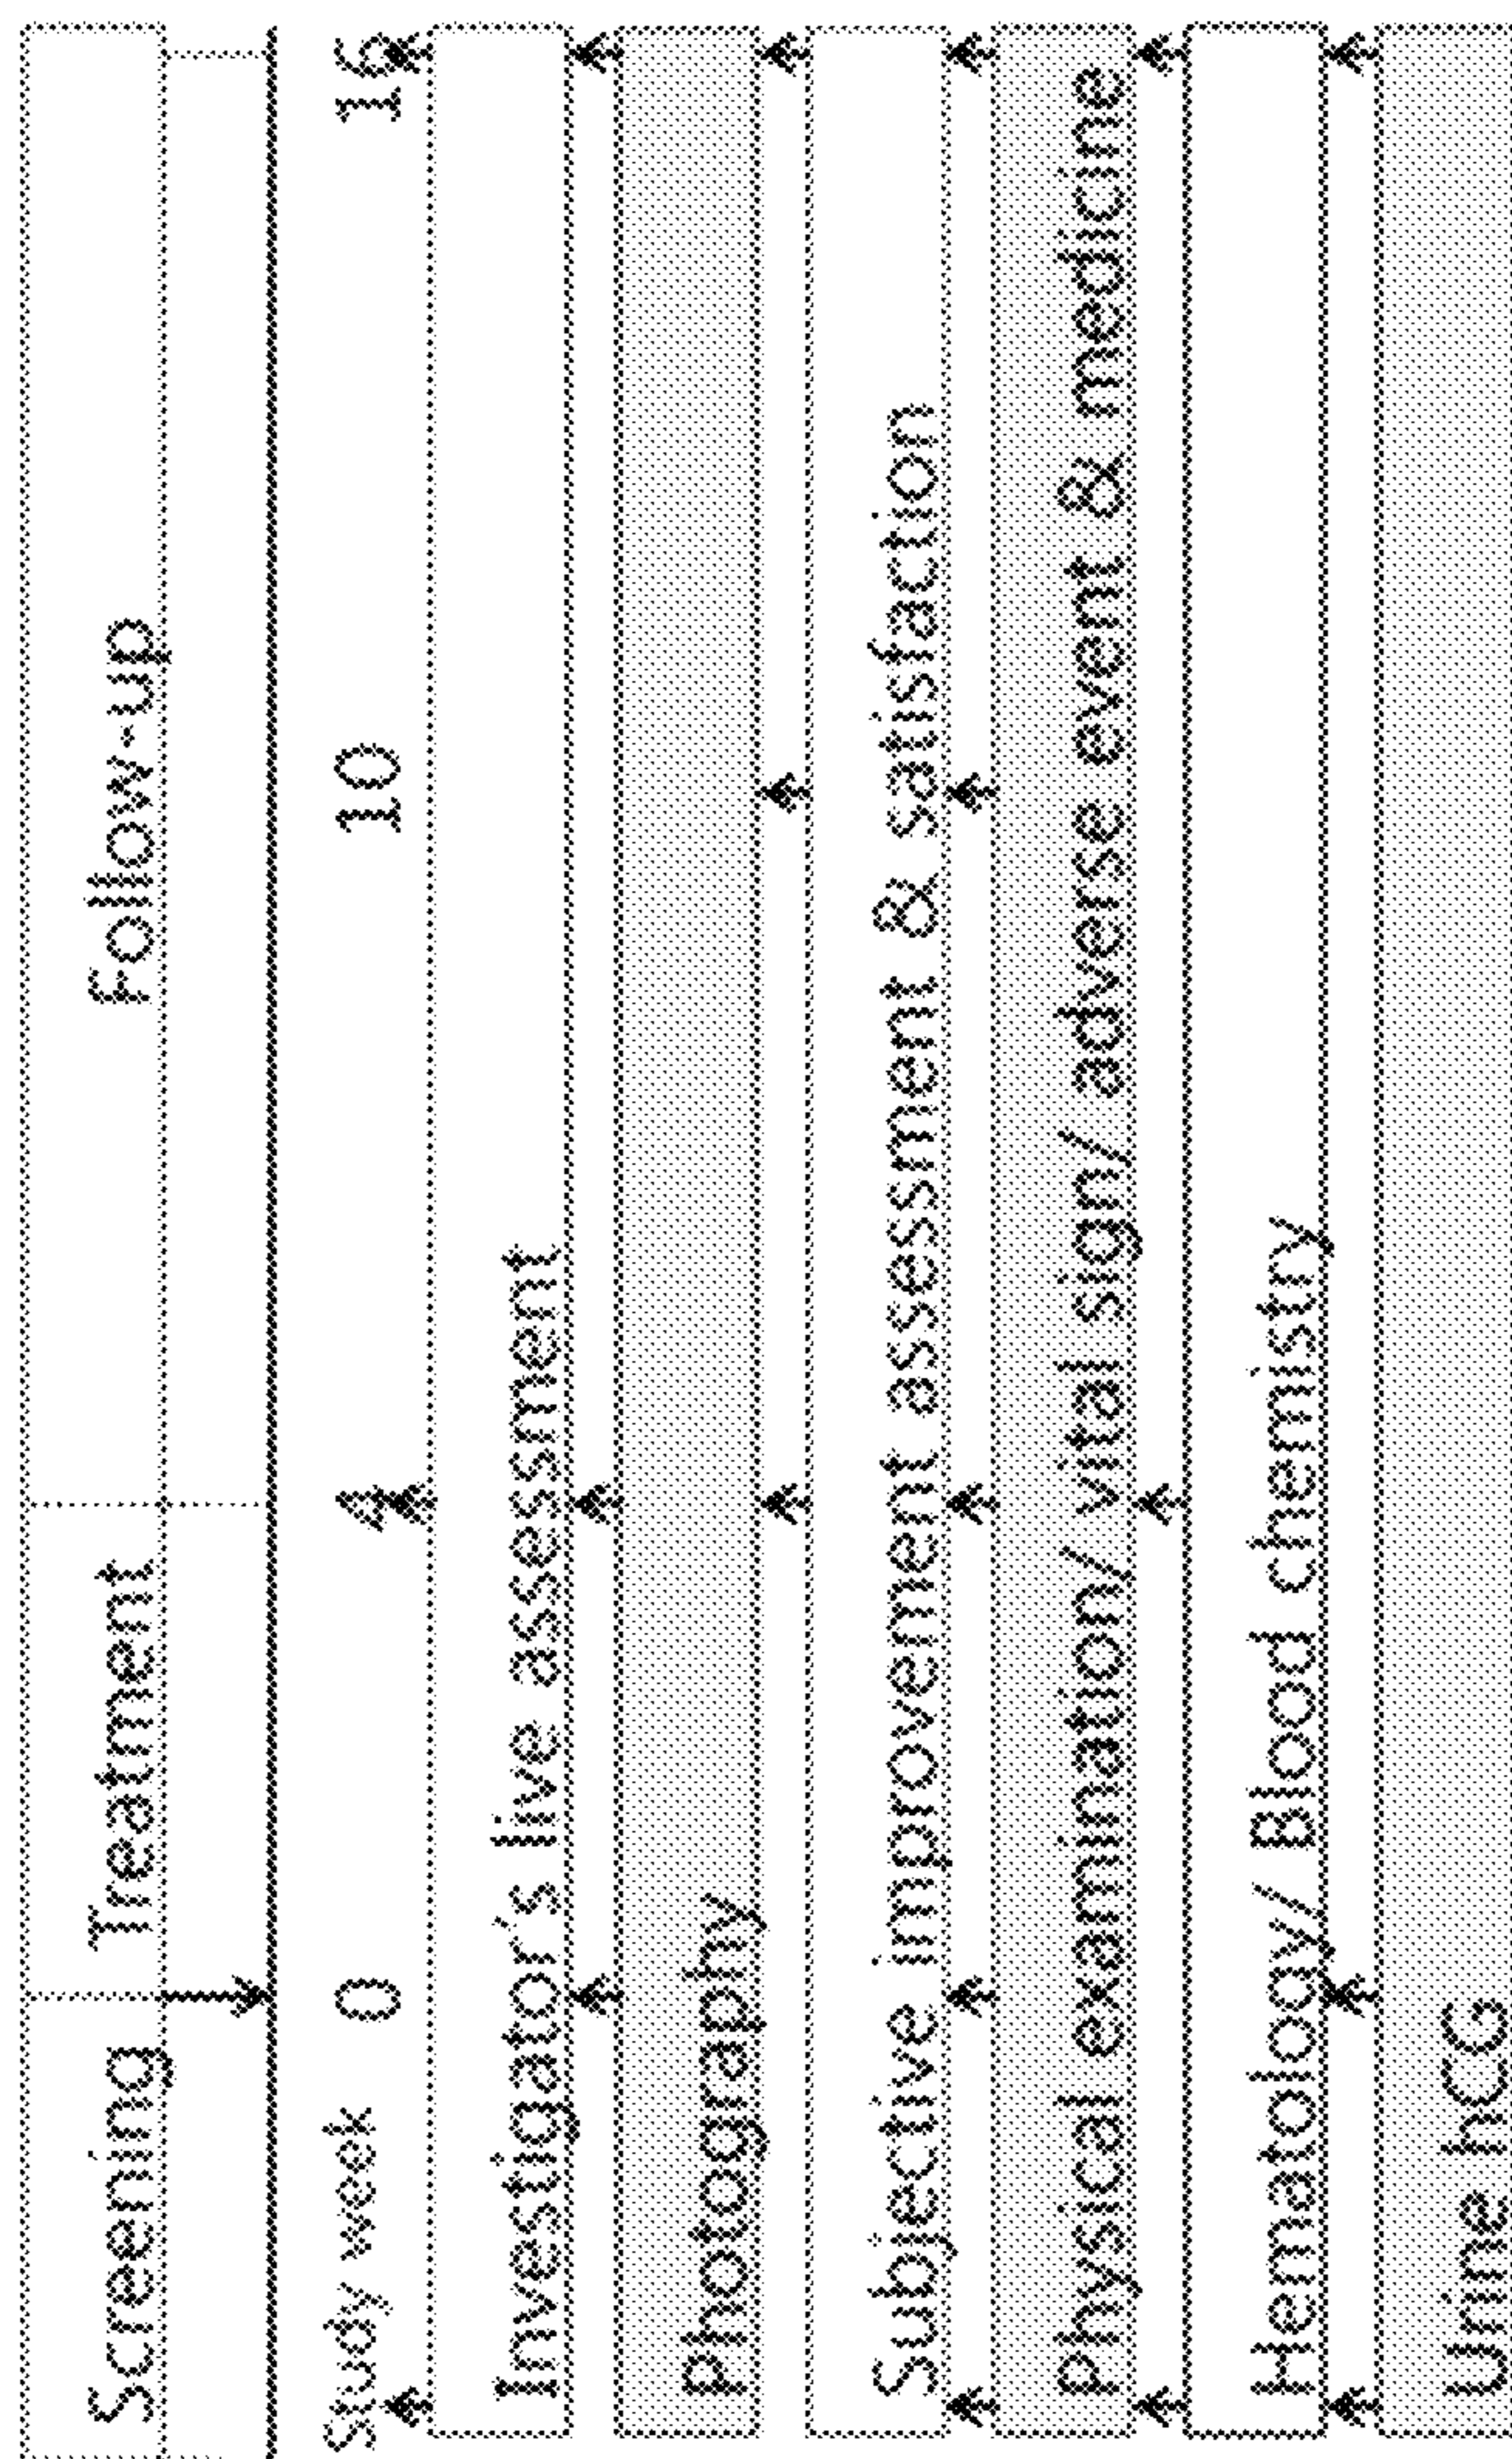 Screening Treatment Follow-up
Study week 0 4 10 16
Investigator's live assessment
Photography
Subjective improvement assessment & satisfaction
Physical examination/ vital sign/ adverse event & medicine
Hematology/ Blood chemistry
Urine hCG